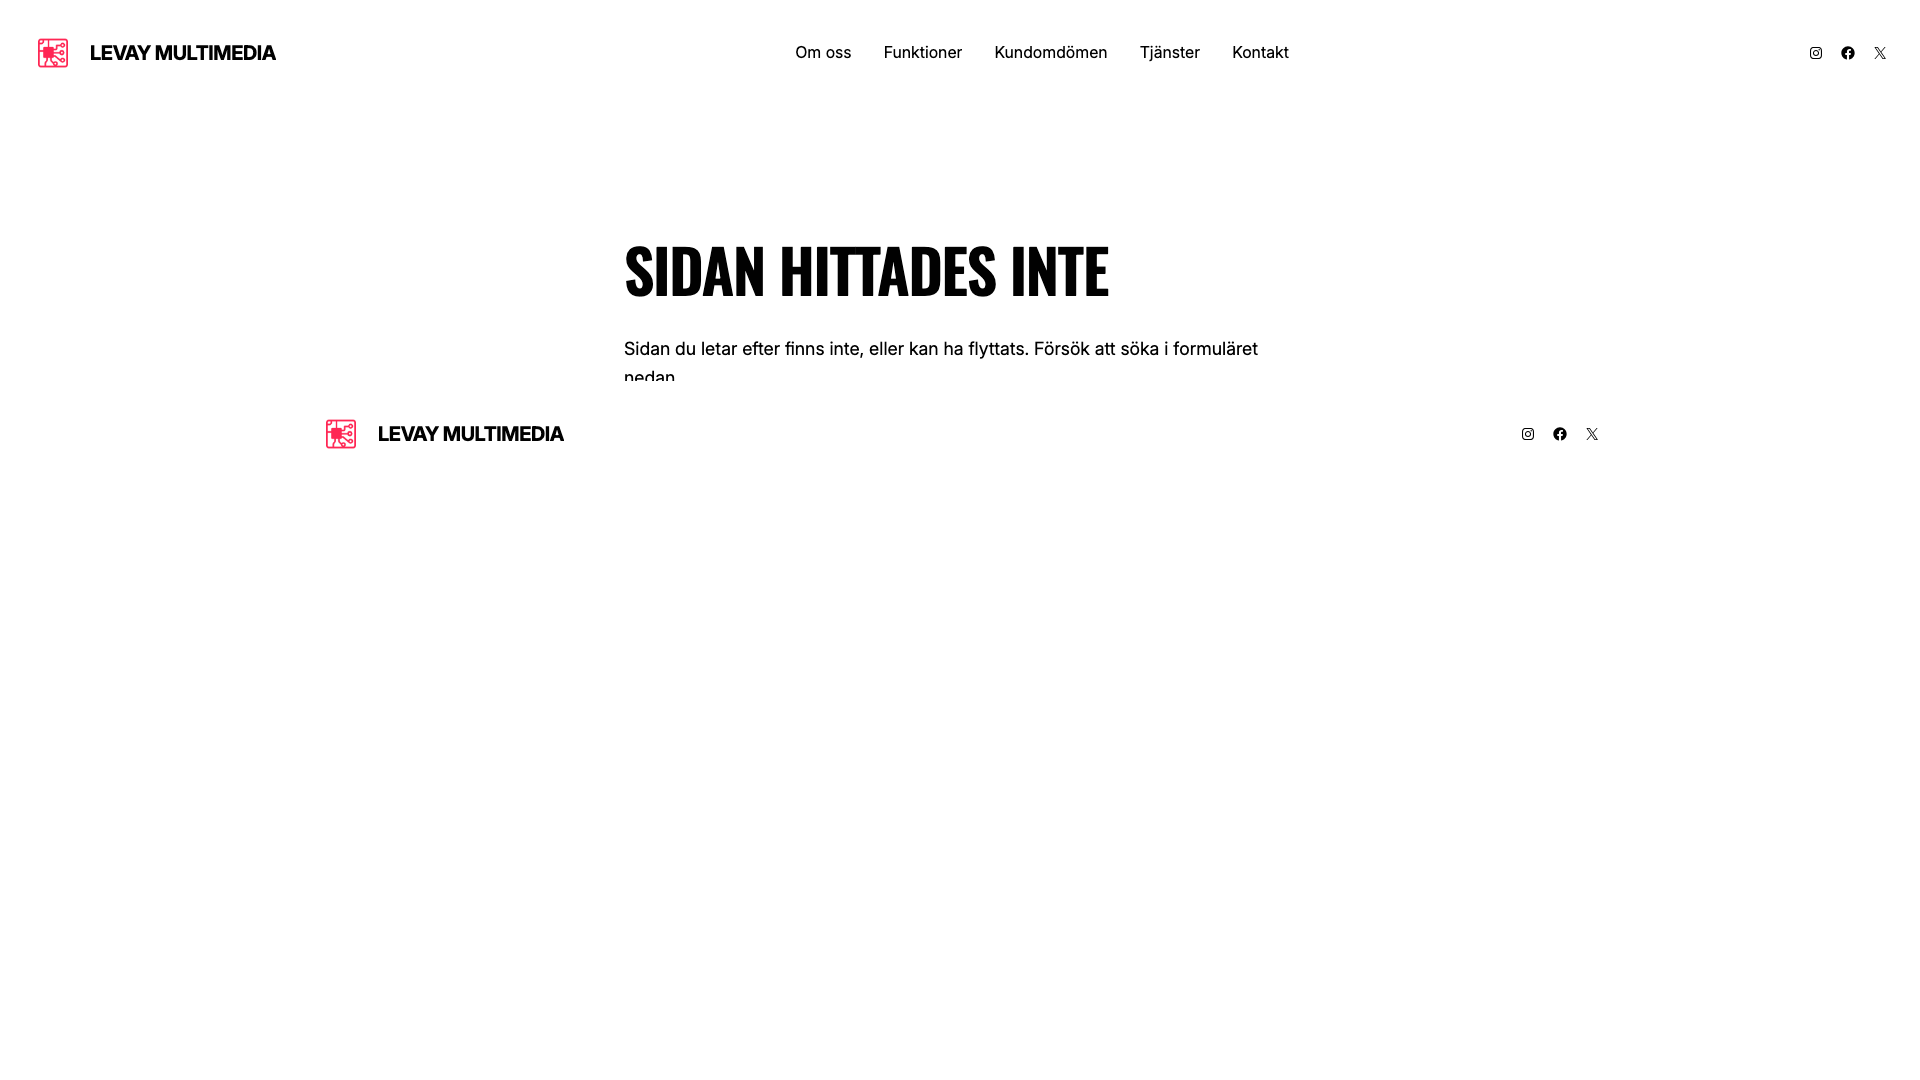 LEVAY MULTIMEDIA
Om oss
Funktioner
Kundomdömen
Tjänster
Kontakt
SIDAN HITTADES INTE
Sidan du letar efter finns inte, eller kan ha flyttats. Försök att söka i formuläret
nedan
LEVAY MULTIMEDIA